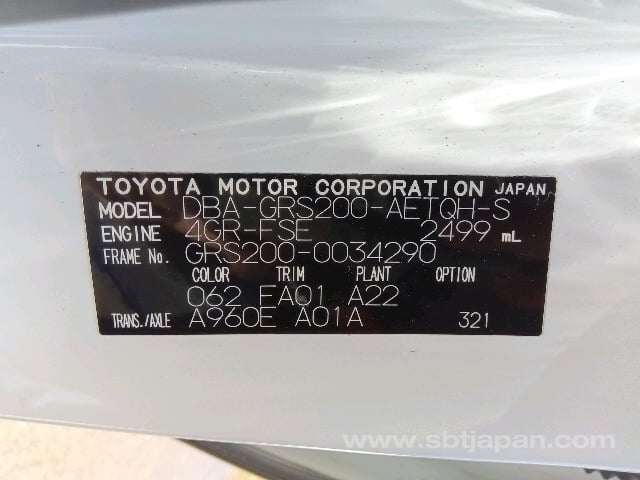 TOYOTA MOTOR CORPORATION JAPAN
MODEL DBA-GRS200-AETQH-S
ENGINE 4GR-FSE 2499 mL
FRAME No. GRS200-0034290
COLOR TRIM PLANT OPTION
062 FA01 A22
TRANS./AXLE A960E A01A 321
www.sbtjapan.com